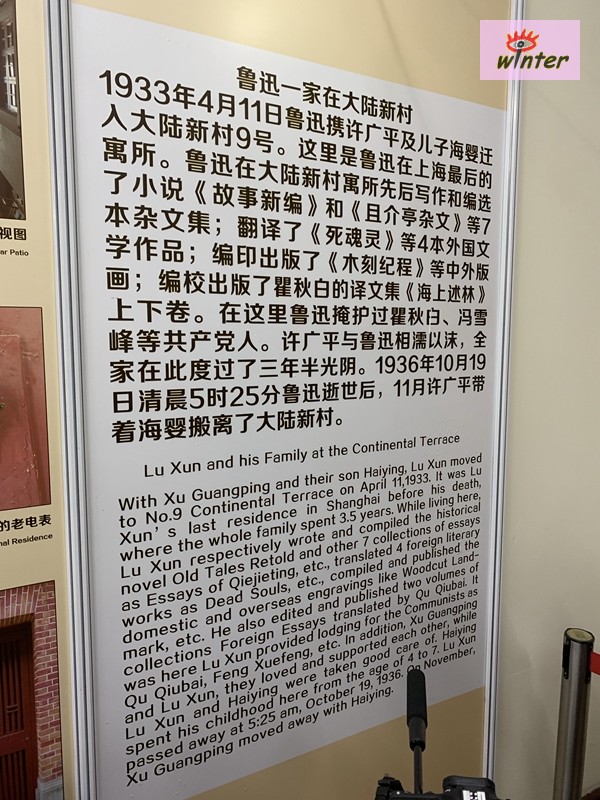 winter
鲁迅一家在大陆新村
1933年4月11日鲁迅携许广平及儿子海婴迁
入大陆新村9号。这里是鲁迅在上海最后的
寓所。鲁迅在大陆新村寓所先后写作和编选
了小说《故事新编》和《且介亭杂文》等7
本杂文集；翻译了《死魂灵》等4本外国文
学作品；编印出版了《木刻纪程》等中外版
画；编校出版了瞿秋白的译文集《海上述林》
上下卷。在这里鲁迅掩护过瞿秋白、冯雪
峰等共产党人。许广平与鲁迅相濡以沫，全
家在此度过了三年半光阴。1936年10月19
日清晨5时25分鲁迅逝世后，11月许广平带
着海婴搬离了大陆新村。
Lu Xun and his Family at the Continental Terrace
With Xu Guangping and their son Haiying, Lu Xun moved
to No.9 Continental Terrace on April 11,1933. It was Lu
Xun's last residence in Shanghai before his death,
where the whole family spent 3.5 years. While living here,
Lu Xun respectively wrote and compiled the historical
novel Old Tales Retold and other 7 collections of essays
as Essays of Qiejieting, etc., translated 4 foreign literary
works as Dead Souls, etc., compiled and published the
domestic and overseas engravings like Woodcut Land-
mark, etc. He also edited and published two volumes of
collections Foreign Essays translated by Qu Qiubai. It
was here Lu Xun provided lodging for the Communists as
Qu Qiubai, Feng Xuefeng, etc. In addition, Xu Guangping
and Lu Xun, they loved and supported each other, while
Lu Xun and Haiying were taken good care of. Haiying
spent his childhood here from the age of 4 to 7. Lu Xun
passed away at 5:25 am, October 19, 1936. On November,
Xu Guangping moved away with Haiying.
视图
ar Patio
的老电表
nal Residence